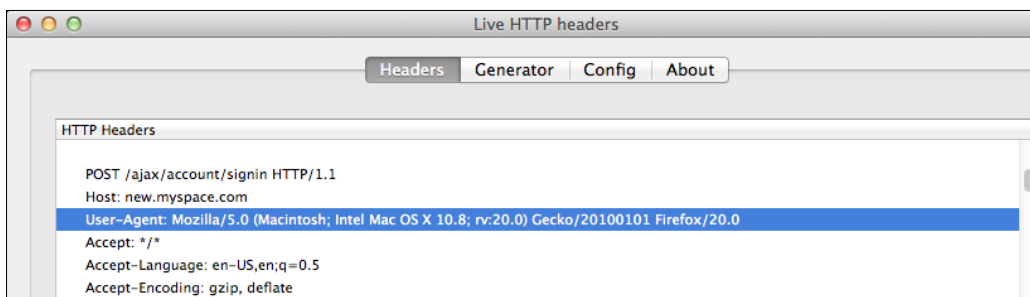 Live HTTP headers
Headers Generator Config About
HTTP Headers
POST /ajax/account/signin HTTP/1.1
Host: new.myspace.com
User-Agent: Mozilla/5.0 (Macintosh; Intel Mac OS X 10.8; rv:20.0) Gecko/20100101 Firefox/20.0
Accept: */*
Accept-Language: en-US,en;q=0.5
Accept-Encoding: gzip, deflate